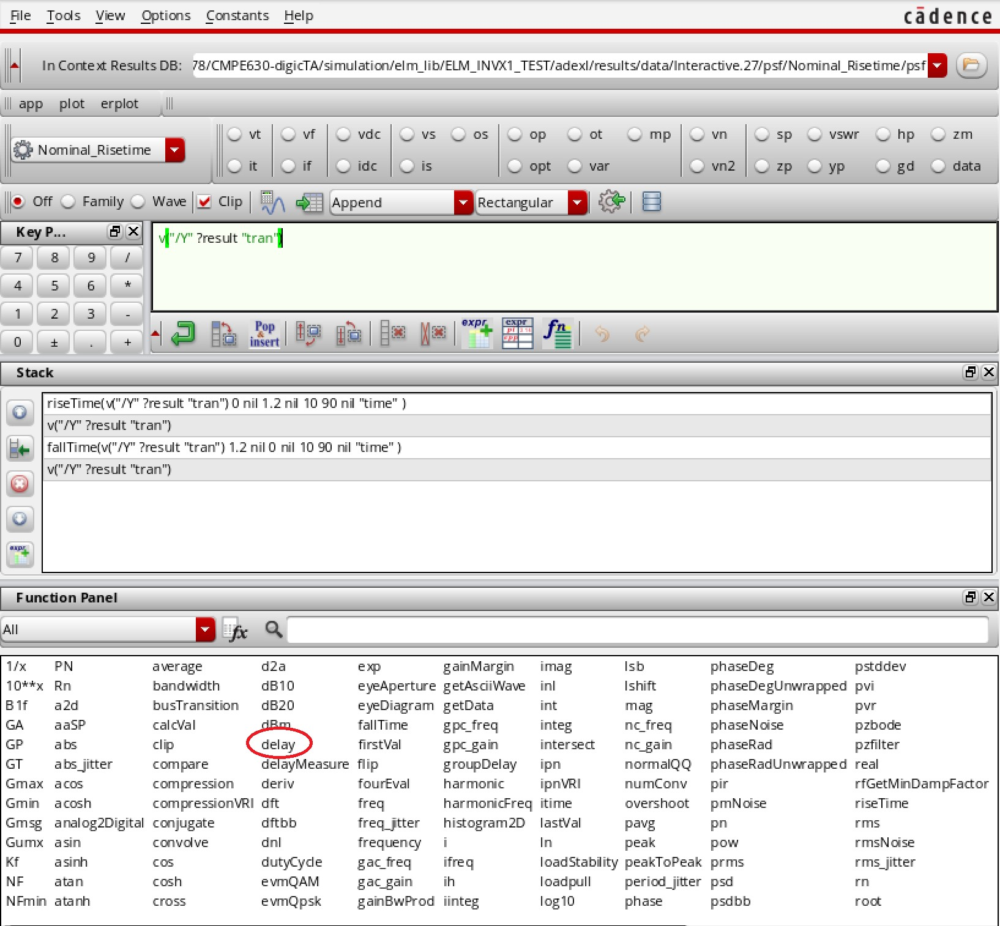 File Tools View Options Constants Help cādence
In Context Results DB: 78/CMPE630-digicTA/simulation/elm_lib/ELM_INVX1_TEST/adexl/results/data/Interactive.27/psf/Nominal_Risetime/psf
app plot erplot
vt vf vdc vs os op ot mp vn sp vswr hp zm
Nominal_Risetime
it if idc is opt var vn2 zp yp gd data
Off Family Wave Clip Append Rectangular
Key P...
v("/Y" ?result "tran")
7 8 9 /
4 5 6 *
1 2 3 -
0 ± . +
Pop & insert expr expr fn
Stack
riseTime(v("/Y" ?result "tran") 0 nil 1.2 nil 10 90 nil "time" )
v("/Y" ?result "tran")
fallTime(v("/Y" ?result "tran") 1.2 nil 0 nil 10 90 nil "time" )
v("/Y" ?result "tran")
expr
Function Panel
All fx
1/x PN average d2a exp gainMargin imag lsb phaseDeg pstddev
10**x Rn bandwidth dB10 eyeAperture getAsciiWave inl lshift phaseDegUnwrapped pvi
B1f a2d busTransition dB20 eyeDiagram getData int mag phaseMargin pvr
GA aaSP calcVal dBm fallTime gpc_freq integ nc_freq phaseNoise pzbode
GP abs clip delay firstVal gpc_gain intersect nc_gain phaseRad pzfilter
GT abs_jitter compare delayMeasure flip groupDelay ipn normalQQ phaseRadUnwrapped real
Gmax acos compression deriv fourEval harmonic ipnVRI numConv pir rfGetMinDampFactor
Gmin acosh compressionVRI dft freq harmonicFreq itime overshoot pmNoise riseTime
Gmsg analog2Digital conjugate dftbb freq_jitter histogram2D lastVal pavg pn rms
Gumx asin convolve dnl frequency i ln peak pow rmsNoise
Kf asinh cos dutyCycle gac_freq ifreq loadStability peakToPeak prms rms_jitter
NF atan cosh evmQAM gac_gain ih loadpull period_jitter psd rn
NFmin atanh cross evmQpsk gainBwProd iinteg log10 phase psdbb root